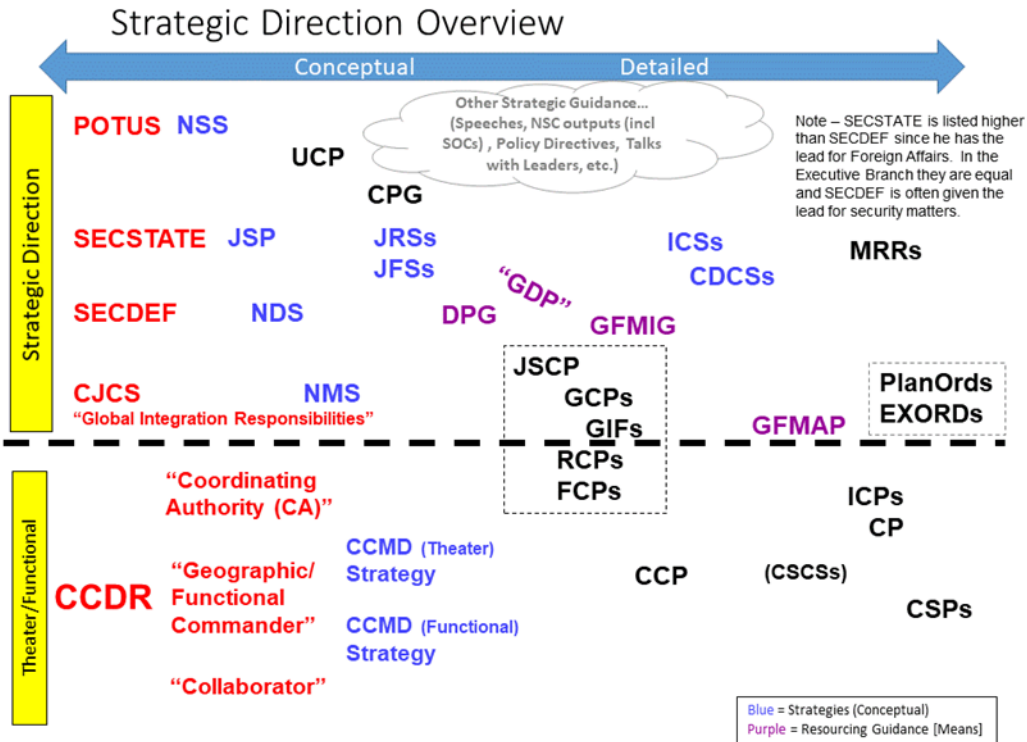 Strategic Direction Overview
Conceptual
Detailed
Strategic Direction
POTUS
NSS
UCP
CPG
Other Strategic Guidance…
(Speeches, NSC outputs (incl
SOCs) , Policy Directives, Talks
with Leaders, etc.)
Note – SECSTATE is listed higher
than SECDEF since he has the
lead for Foreign Affairs.  In the
Executive Branch they are equal
and SECDEF is often given the
lead for security matters.
SECSTATE
JSP
JRSs
JFSs
ICSs
CDCSs
MRRs
SECDEF
NDS
DPG
“GDP”
GFMIG
CJCS
“Global Integration Responsibilities”
NMS
JSCP
GCPs
GIFs
RCPs
FCPs
GFMAP
PlanOrds
EXORDs
Theater/Functional
CCDR
“Coordinating
Authority (CA)”
“Geographic/
Functional
Commander”
“Collaborator”
CCMD (Theater)
Strategy
CCMD (Functional)
Strategy
CCP
(CSCSs)
ICPs
CP
CSPs
Blue = Strategies (Conceptual)
Purple = Resourcing Guidance [Means]